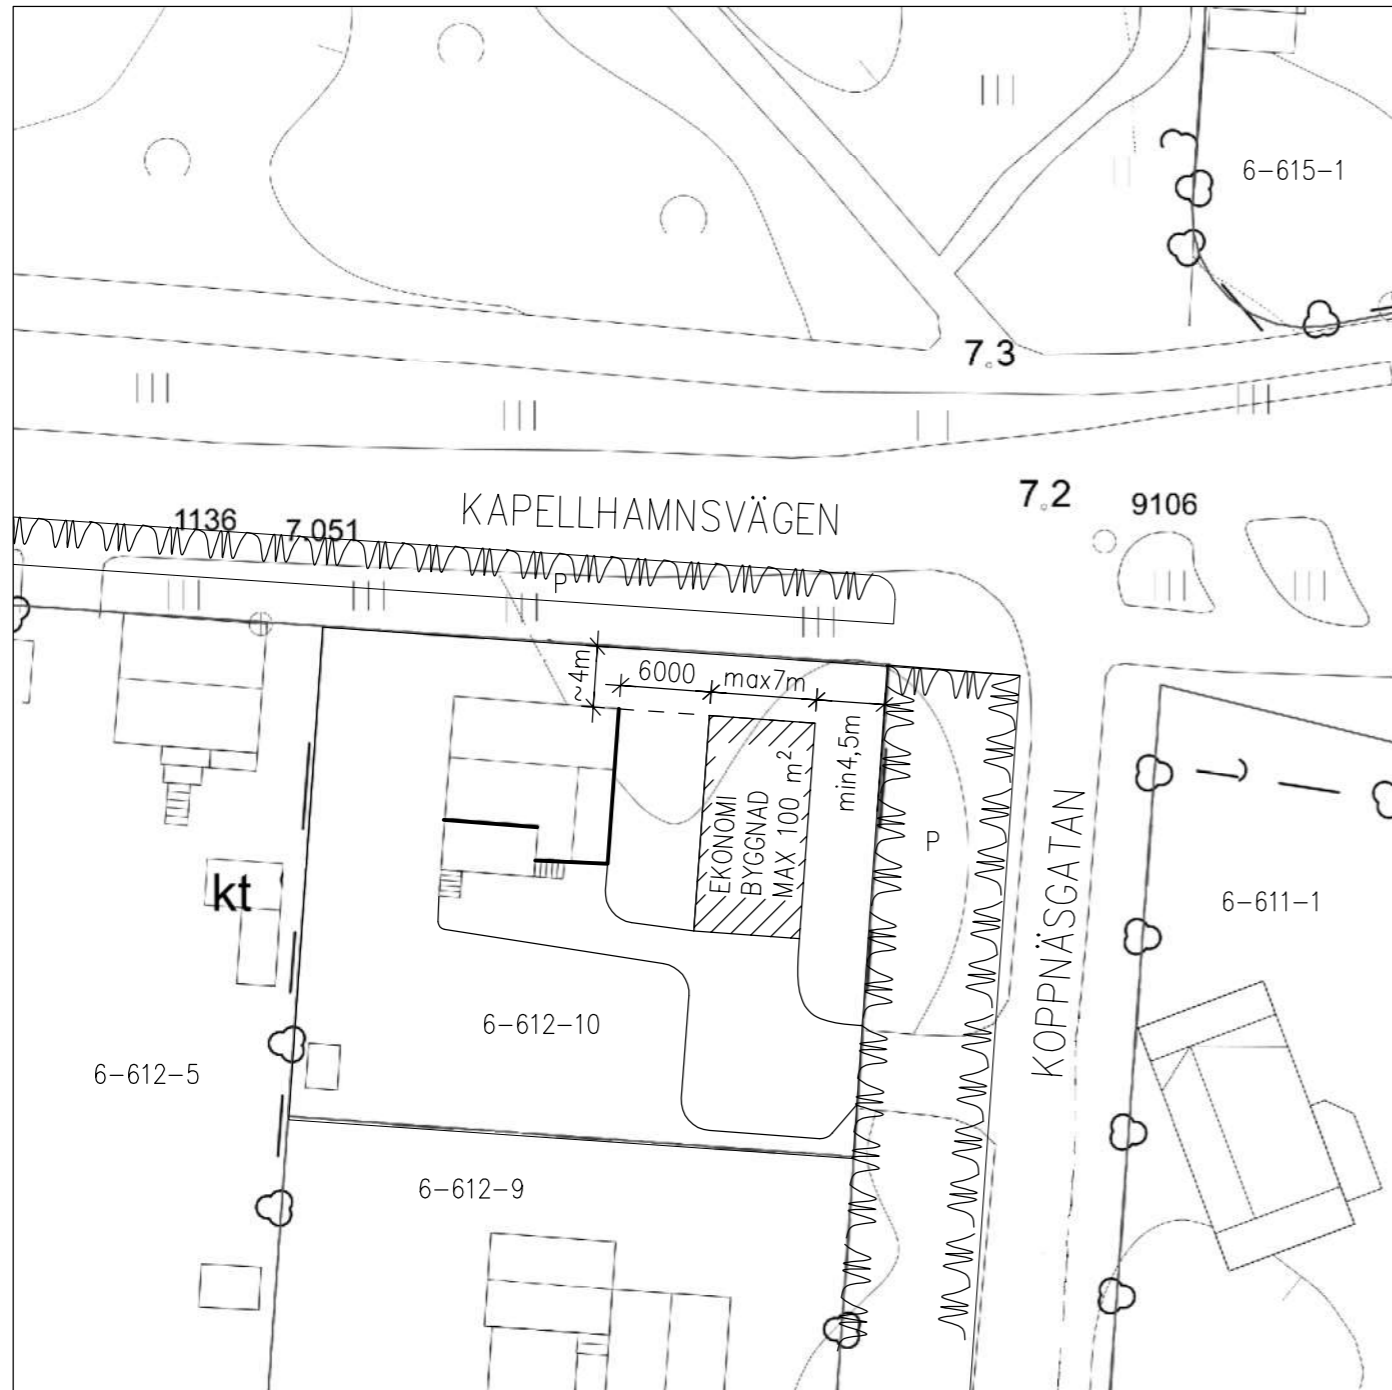 6-615-1
7.3
7.2
9106
KAPELLHAMNSVÄGEN
1136
7.051
P
~4m
6000
max7m
min4,5m
EKONOMI
BYGGNAD
MAX 100 m²
P
KOPPNÄSGATAN
kt
6-611-1
6-612-10
6-612-5
6-612-9